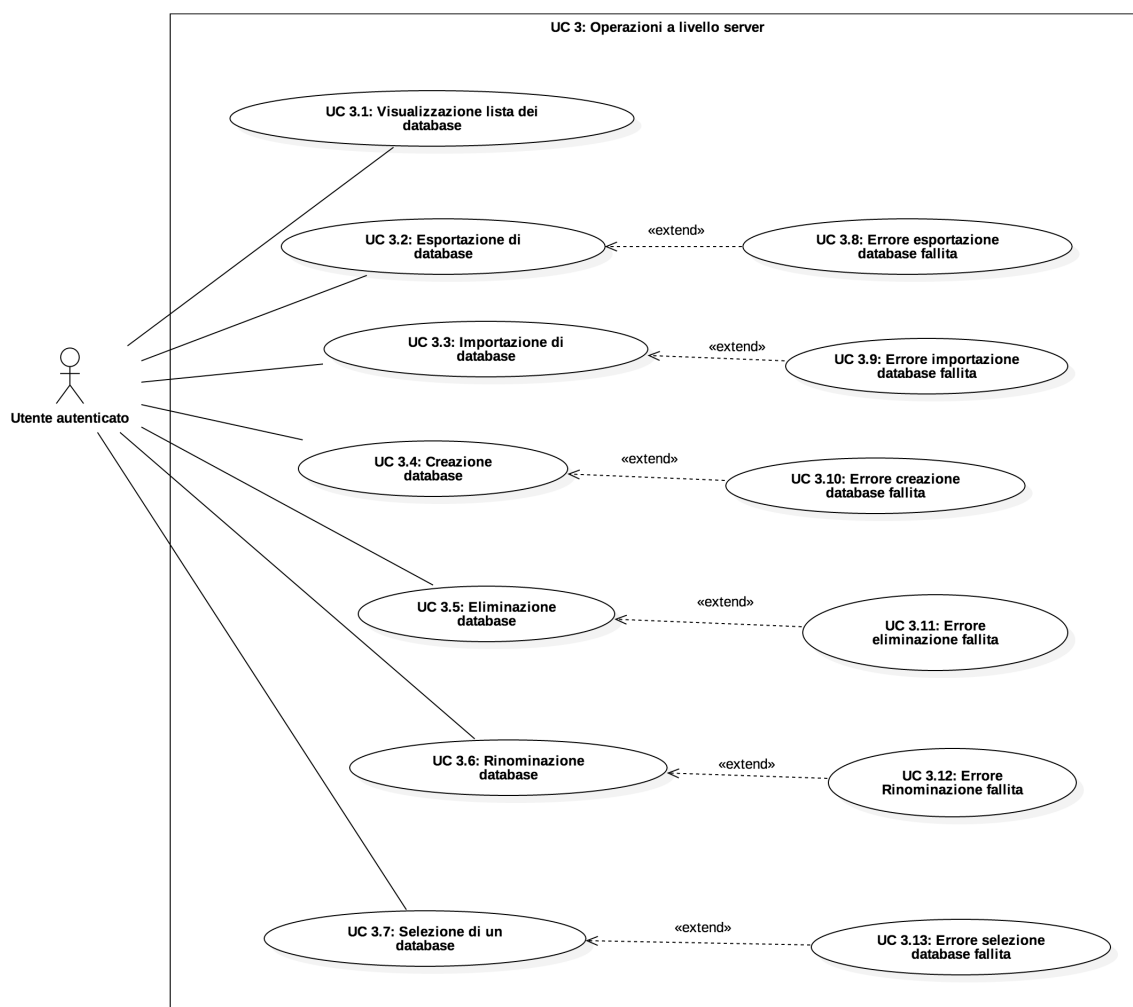 UC 3: Operazioni a livello server
UC 3.1: Visualizzazione lista dei
database
UC 3.2: Esportazione di
database
«extend»
UC 3.8: Errore esportazione
database fallita
UC 3.3: Importazione di
database
«extend»
UC 3.9: Errore importazione
database fallita
Utente autenticato
UC 3.4: Creazione
database
«extend»
UC 3.10: Errore creazione
database fallita
UC 3.5: Eliminazione
database
«extend»
UC 3.11: Errore
eliminazione fallita
UC 3.6: Rinominazione
database
«extend»
UC 3.12: Errore
Rinominazione fallita
UC 3.7: Selezione di un
database
«extend»
UC 3.13: Errore selezione
database fallita